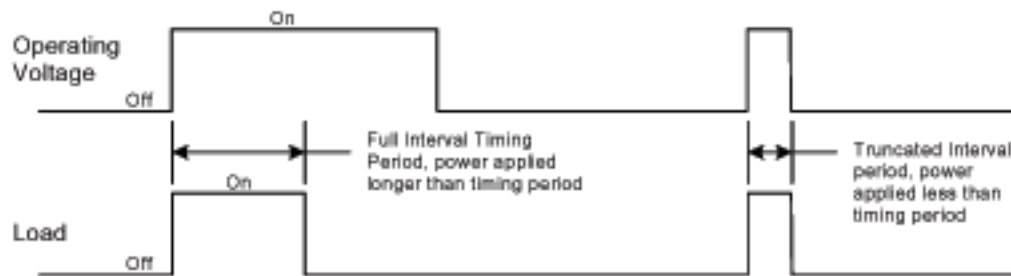 On
Operating
Voltage
Off
Full Interval Timing
Period, power applied
longer than timing period
Truncated Interval
period, power
applied less than
timing period
On
Load
Off